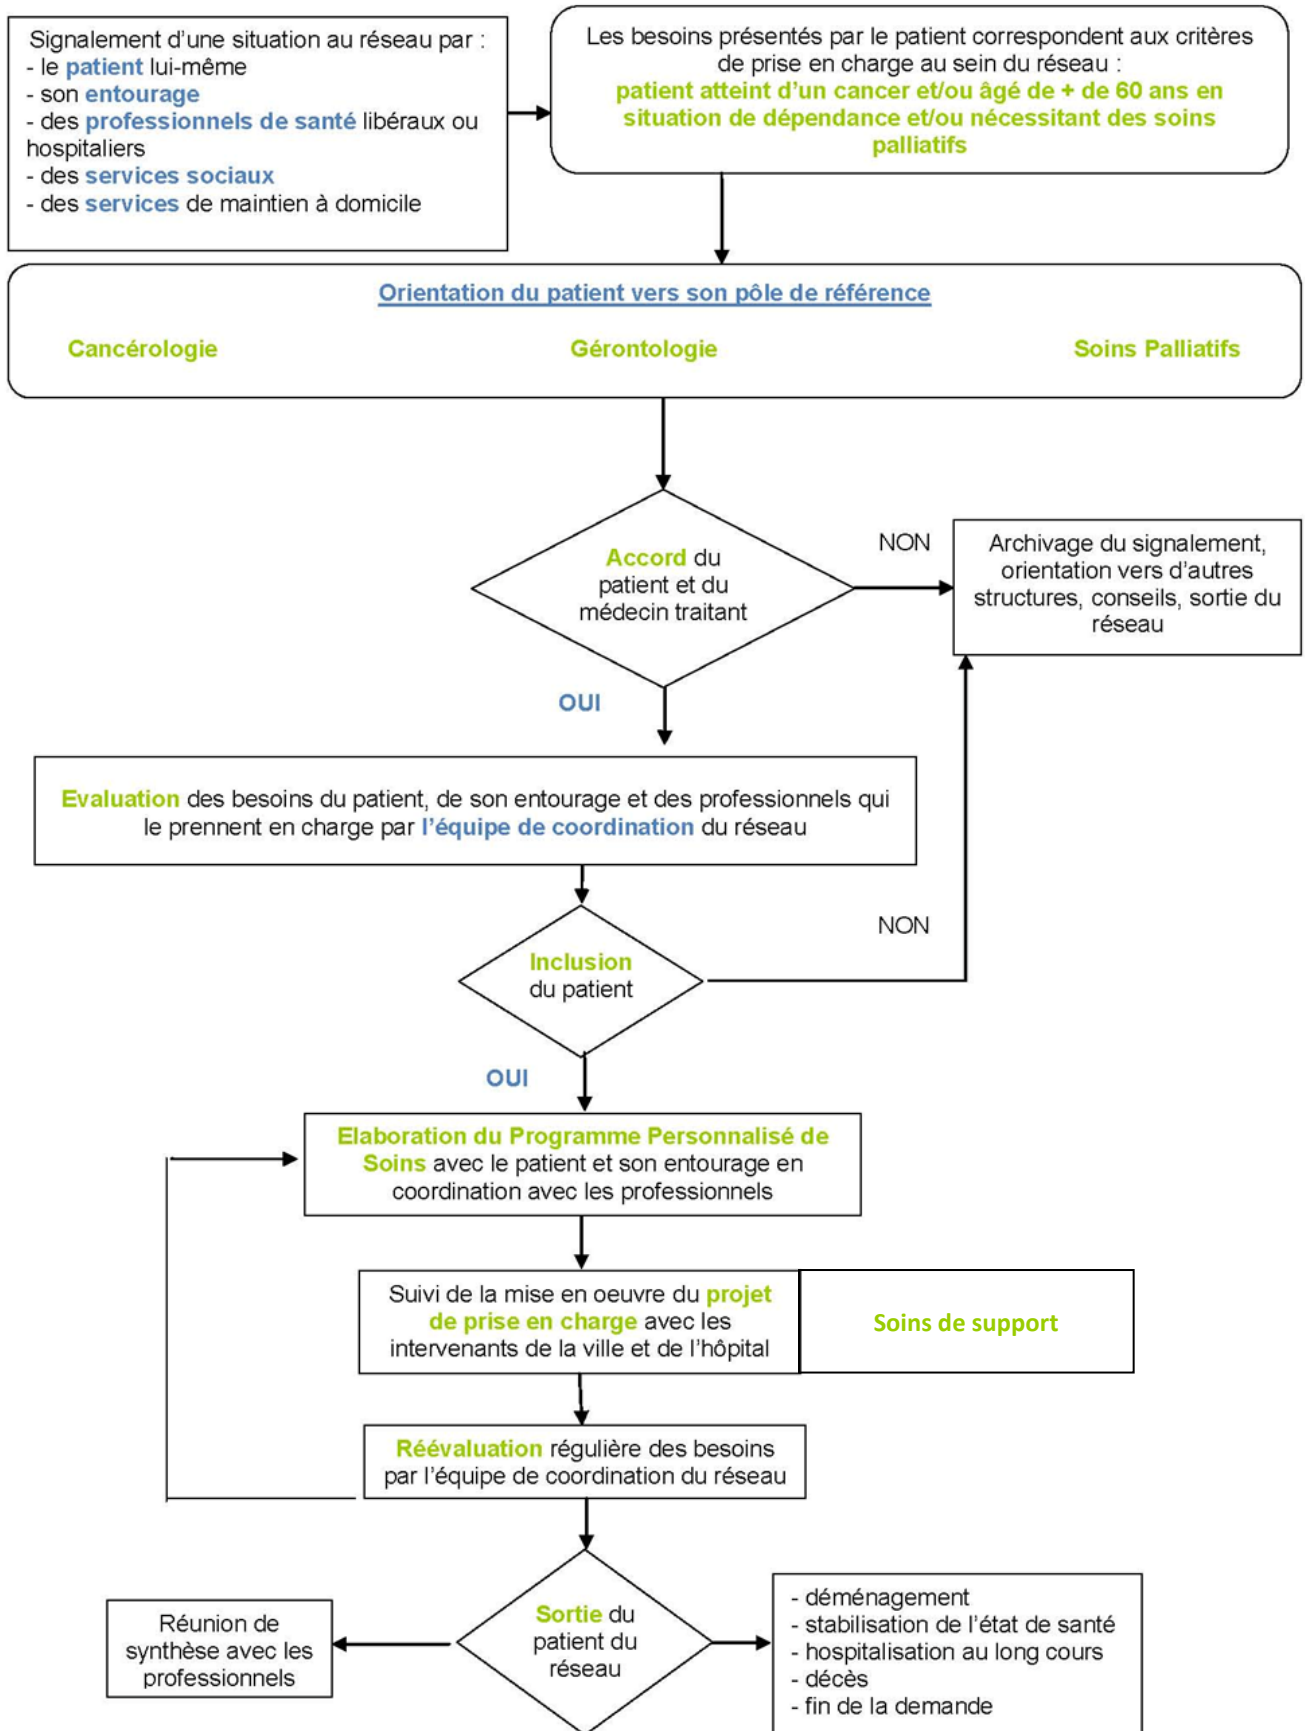 Signalement d’une situation au réseau par :
- le patient lui-même
- son entourage
- des professionnels de santé libéraux ou
hospitaliers
- des services sociaux
- des services de maintien à domicile
Les besoins présentés par le patient correspondent aux critères
de prise en charge au sein du réseau :
patient atteint d’un cancer et/ou âgé de + de 60 ans en
situation de dépendance et/ou nécessitant des soins
palliatifs
Orientation du patient vers son pôle de référence
Cancérologie Gérontologie Soins Palliatifs
Accord du
patient et du
médecin traitant
NON
Archivage du signalement,
orientation vers d’autres
structures, conseils, sortie du
réseau
OUI
Evaluation des besoins du patient, de son entourage et des professionnels qui
le prennent en charge par l’équipe de coordination du réseau
NON
Inclusion
du patient
OUI
Elaboration du Programme Personnalisé de
Soins avec le patient et son entourage en
coordination avec les professionnels
Suivi de la mise en oeuvre du projet
de prise en charge avec les
intervenants de la ville et de l’hôpital
Soins de support
Réévaluation régulière des besoins
par l’équipe de coordination du réseau
Sortie du
patient du
réseau
Réunion de
synthèse avec les
professionnels
- déménagement
- stabilisation de l’état de santé
- hospitalisation au long cours
- décès
- fin de la demande